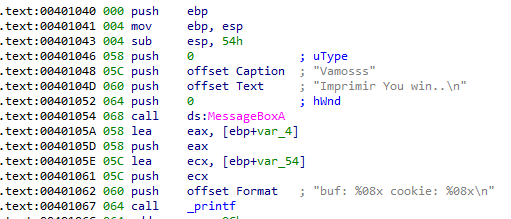 .text:00401040 000 push    ebp
.text:00401041 004 mov     ebp, esp
.text:00401043 004 sub     esp, 54h
.text:00401046 058 push    0               ; uType
.text:00401048 05C push    offset Caption  ; "Vamosss"
.text:0040104D 060 push    offset Text     ; "Imprimir You win..\n"
.text:00401052 064 push    0               ; hWnd
.text:00401054 068 call    ds:MessageBoxA
.text:0040105A 058 lea     eax, [ebp+var_4]
.text:0040105D 058 push    eax
.text:0040105E 05C lea     ecx, [ebp+var_54]
.text:00401061 05C push    ecx
.text:00401062 060 push    offset Format   ; "buf: %08x cookie: %08x\n"
.text:00401067 064 call    _printf